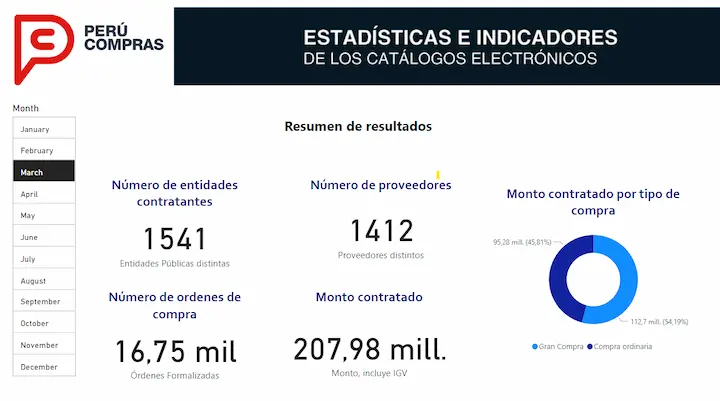 PERÚ
COMPRAS
ESTADÍSTICAS E INDICADORES
DE LOS CATÁLOGOS ELECTRÓNICOS
Month
January
February
March
April
May
June
July
August
September
October
November
December
Resumen de resultados
Número de entidades
contratantes
1541
Entidades Públicas distintas
Número de proveedores
1412
Proveedores distintos
Número de ordenes de
compra
16,75 mil
Órdenes Formalizadas
Monto contratado
207,98 mill.
Monto, incluye IGV
Monto contratado por tipo de
compra
95,28 mill. (45,81%)
112,7 mill. (54,19%)
Gran Compra Compra ordinaria